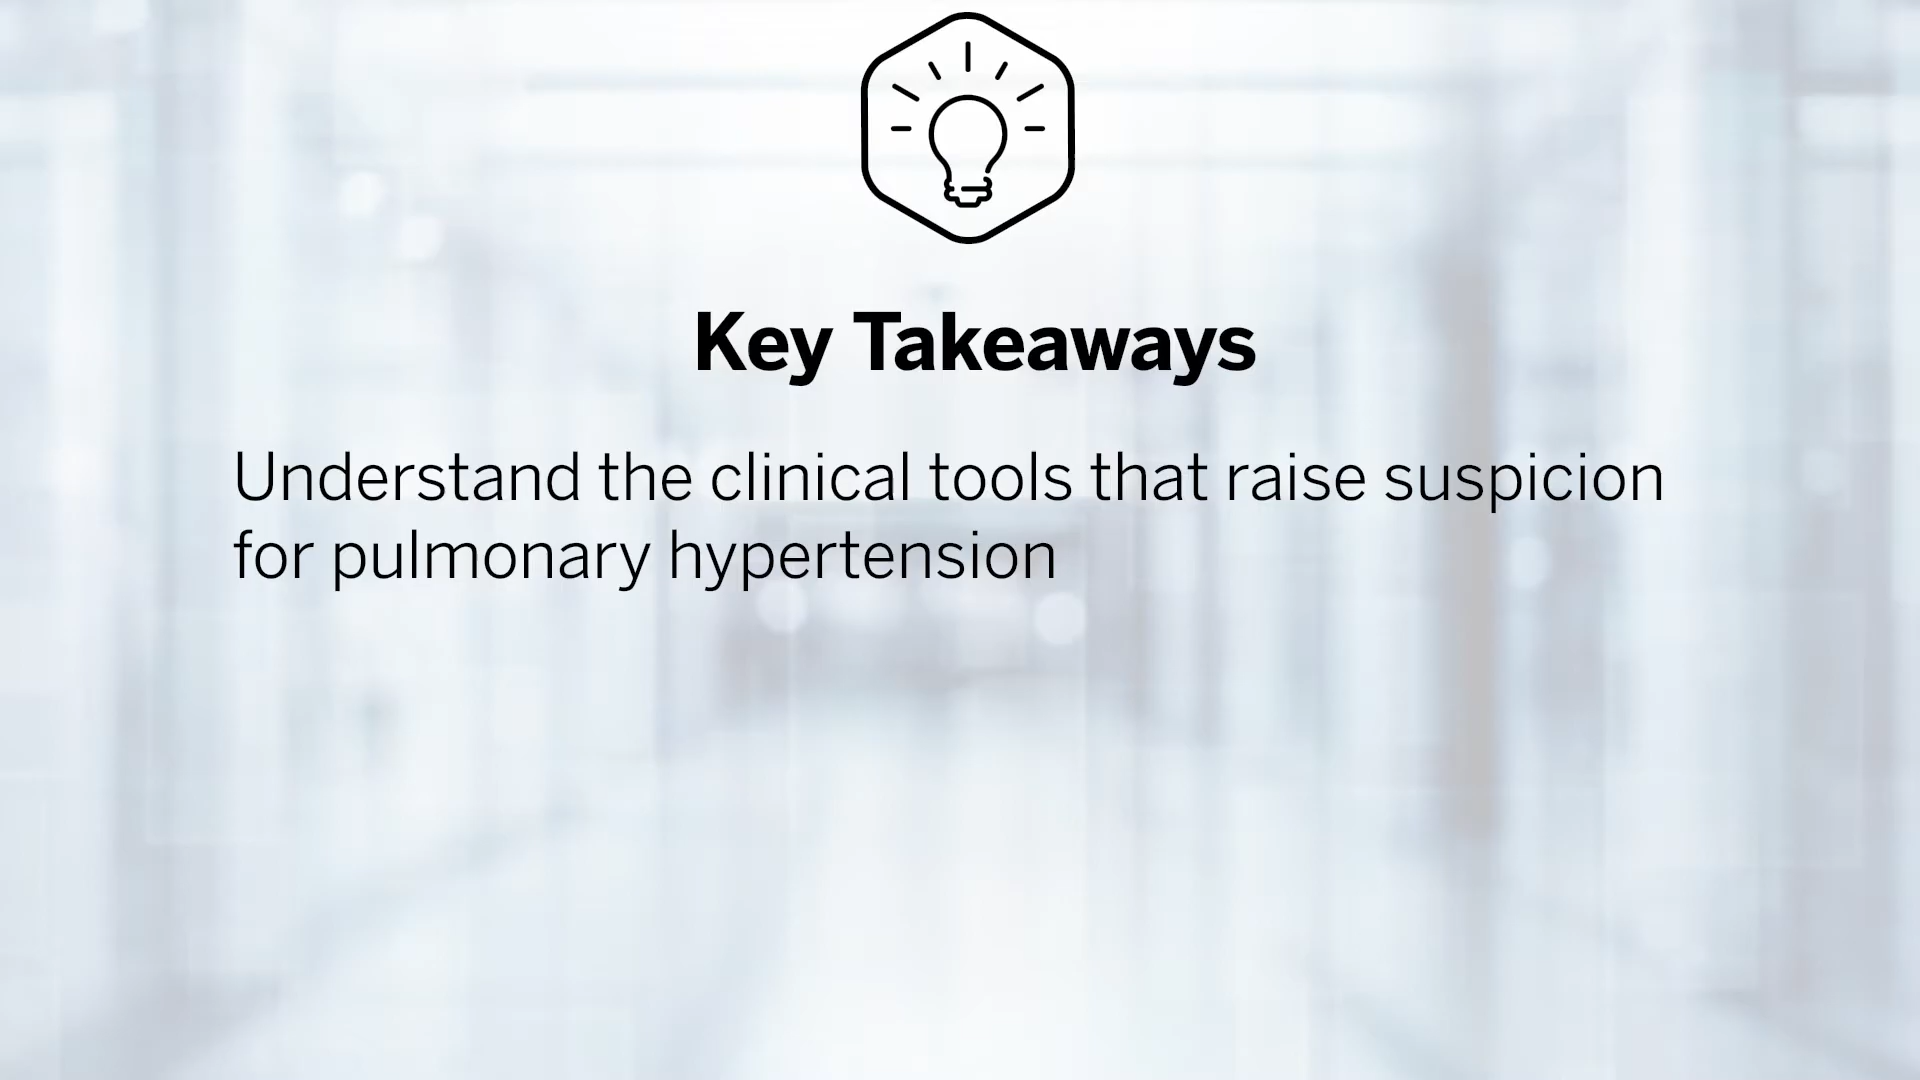 Key Takeaways
Understand the clinical tools that raise suspicion
for pulmonary hypertension